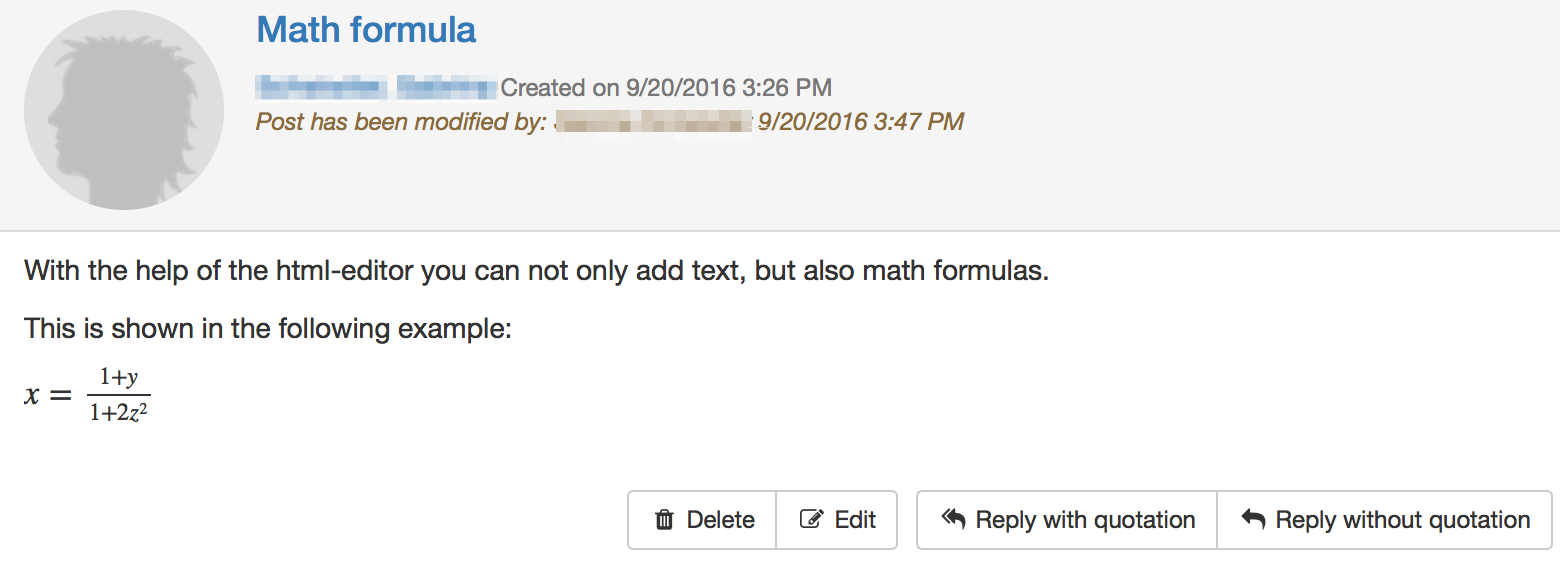 Math formula
Created on 9/20/2016 3:26 PM
Post has been modified by: 9/20/2016 3:47 PM
With the help of the html-editor you can not only add text, but also math formulas.
This is shown in the following example:
x = \frac{1+y}{1+2z^2}
Delete Edit Reply with quotation Reply without quotation